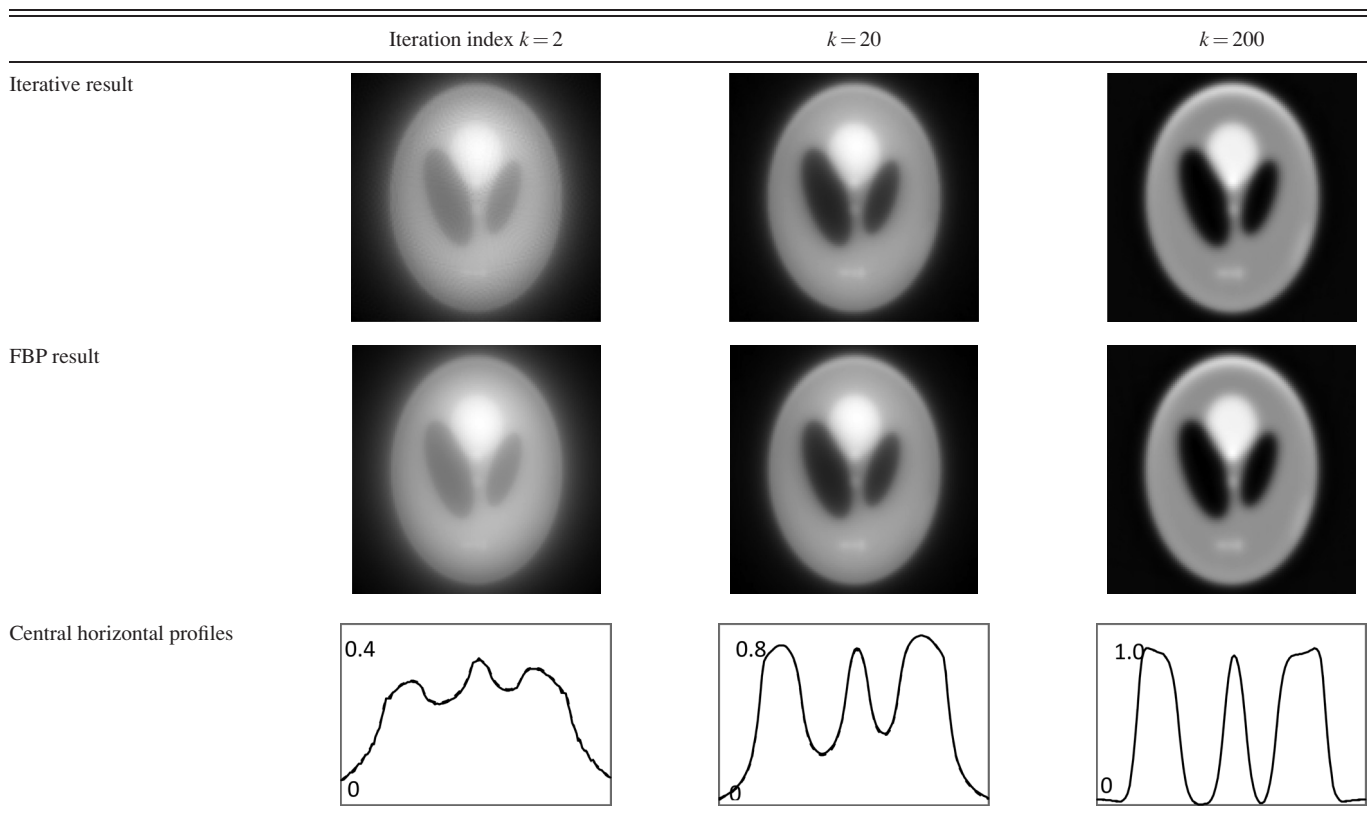 Iteration index k = 2 k = 20 k = 200
Iterative result
FBP result
Central horizontal profiles
0.4 0.8 1.0
0 0 0